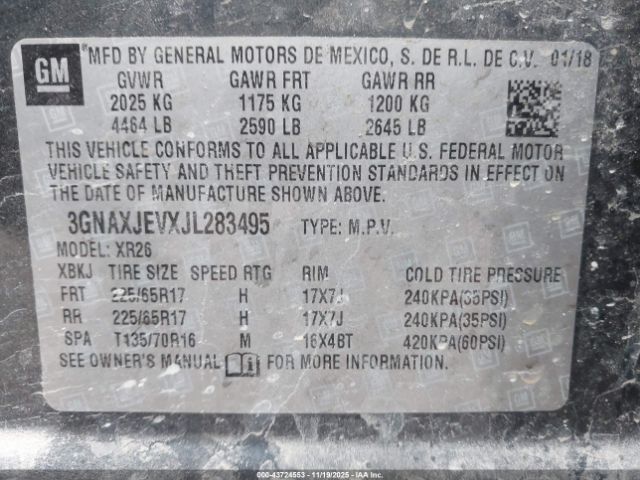 GM
MFD BY GENERAL MOTORS DE MEXICO, S. DE R.L. DE C.V. 01/18
GVWR GAWR FRT GAWR RR
2025 KG 1175 KG 1200 KG
4464 LB 2590 LB 2645 LB
THIS VEHICLE CONFORMS TO ALL APPLICABLE U.S. FEDERAL MOTOR
VEHICLE SAFETY AND THEFT PREVENTION STANDARDS IN EFFECT ON
THE DATE OF MANUFACTURE SHOWN ABOVE.
3GNAXJEVXJL283495 TYPE: M.P.V.
MODEL: XR26
XBKJ TIRE SIZE SPEED RTG RIM COLD TIRE PRESSURE
FRT 225/65R17 H 17X7J 240KPA(35PSI)
RR 225/65R17 H 17X7J 240KPA(35PSI)
SPA T135/70R16 M 16X4BT 420KPA(60PSI)
SEE OWNER'S MANUAL FOR MORE INFORMATION.
000-43724553 — 11/19/2025 — IAAI.COM